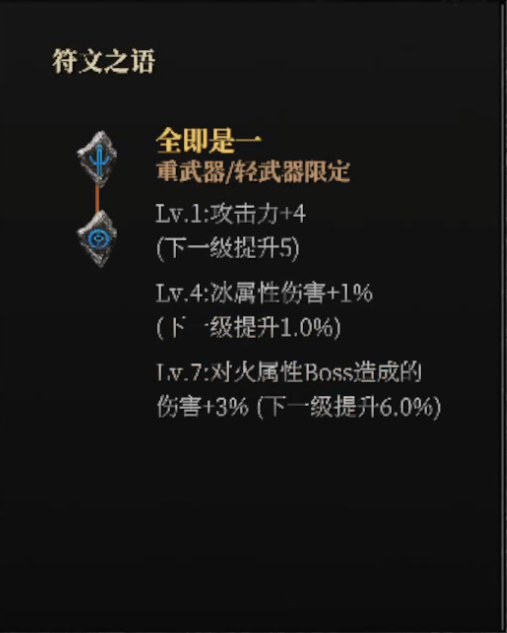 符文之语
全即是一
重武器/轻武器限定
Lv.1:攻击力+4
(下一级提升5)
Lv.4:冰属性伤害+1%
(下一级提升1.0%)
Lv.7:对火属性Boss造成的
伤害+3% (下一级提升6.0%)